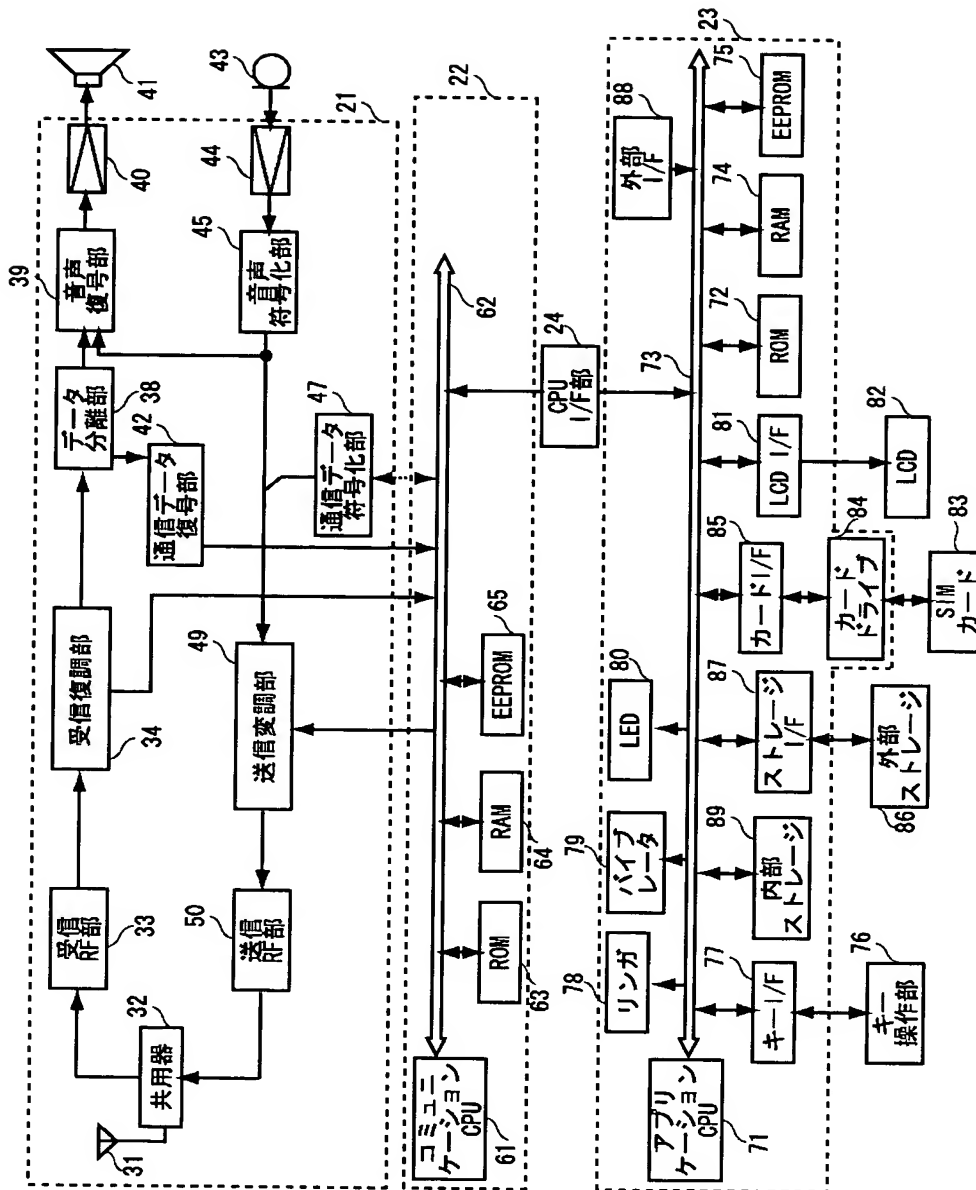 31
共用器
32
受信
RF部
33
受信復調部
34
データ
分離部
38
音声
復号部
39
40
41
通信データ
復号部
42
43
44
音声
符号化部
45
通信データ
符号化部
47
送信変調部
49
送信
RF部
50
21
コミュニ
ケーション
CPU
61
ROM
63
RAM
64
EEPROM
65
62
22
CPU
I/F部
24
アプリ
ケーション
CPU
71
リンガ
78
バイブ
レータ
79
LED
80
73
外部
I/F
88
23
キーI/F
77
キー
操作部
76
内部
ストレージ
89
ストレージ
I/F
87
外部
ストレージ
86
カードI/F
85
カード
ドライブ
84
SIM
カード
83
LCD I/F
81
LCD
82
ROM
72
RAM
74
EEPROM
75